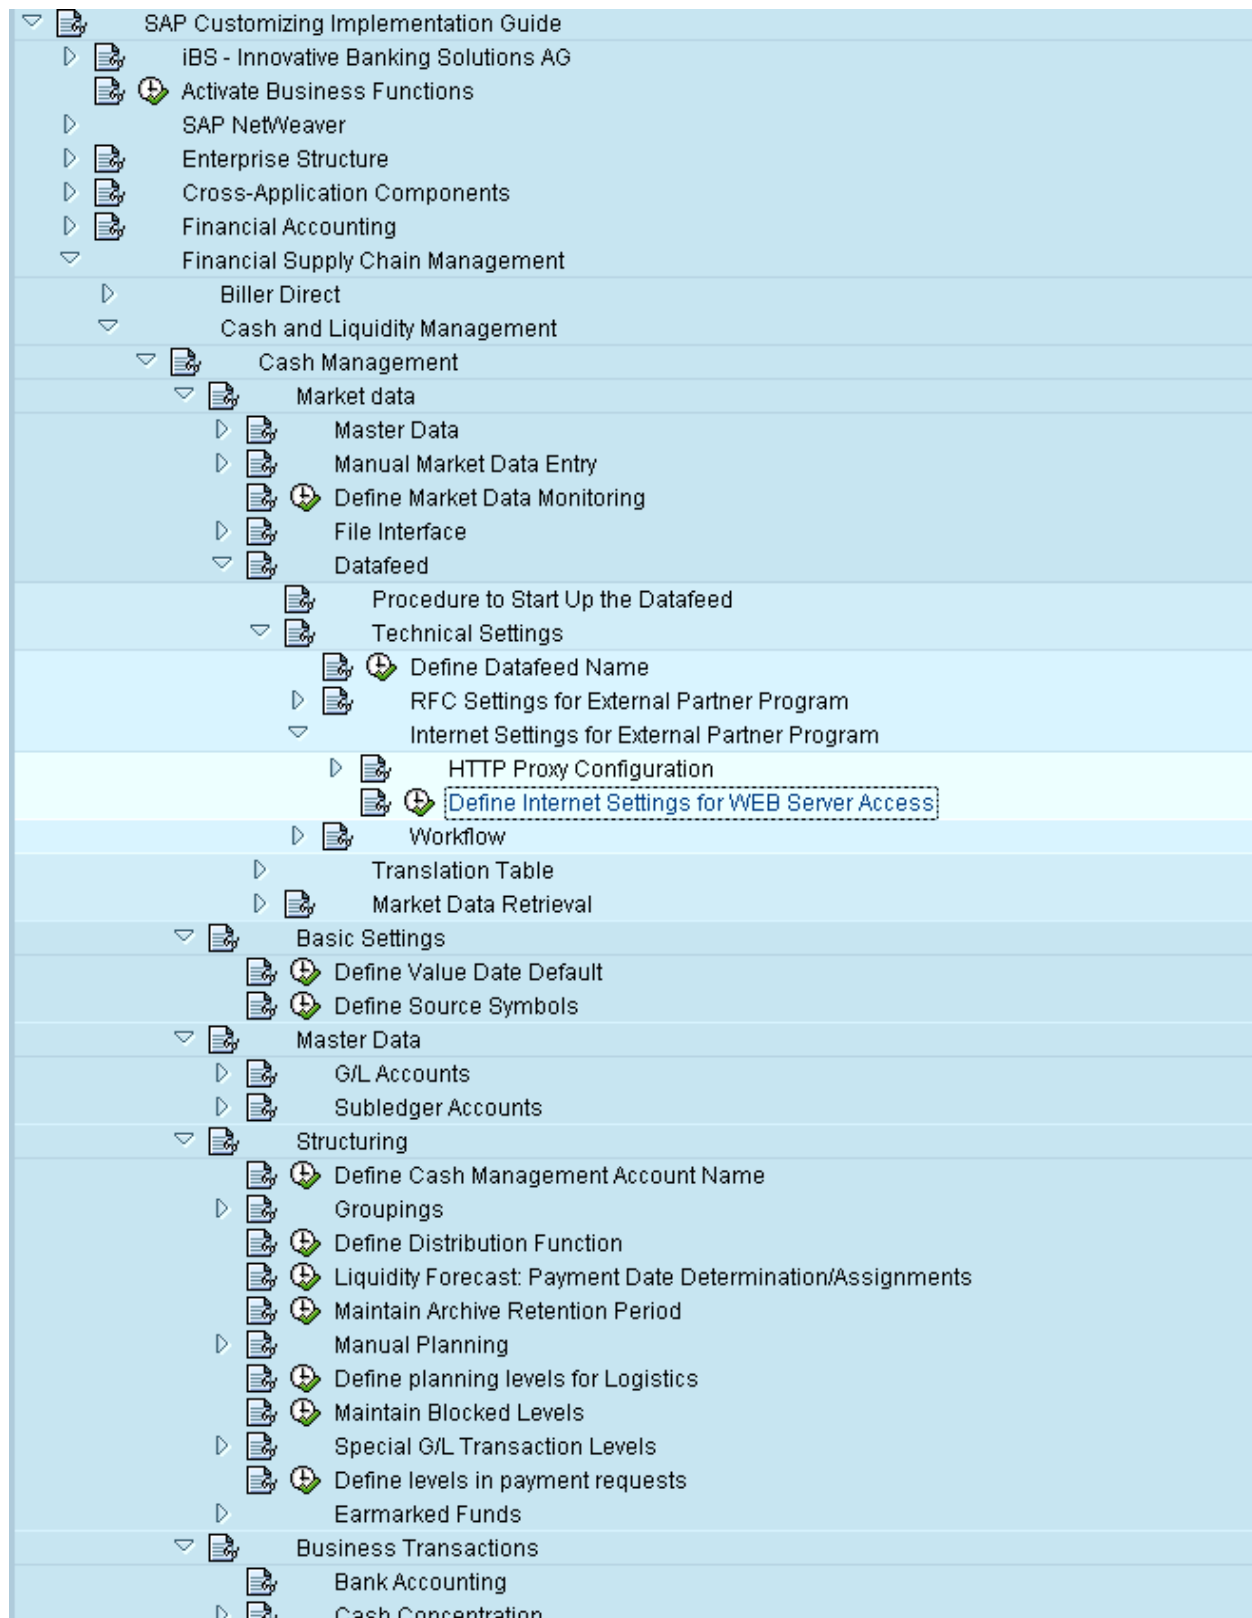 SAP Customizing Implementation Guide
iBS - Innovative Banking Solutions AG
Activate Business Functions
SAP NetWeaver
Enterprise Structure
Cross-Application Components
Financial Accounting
Financial Supply Chain Management
Biller Direct
Cash and Liquidity Management
Cash Management
Market data
Master Data
Manual Market Data Entry
Define Market Data Monitoring
File Interface
Datafeed
Procedure to Start Up the Datafeed
Technical Settings
Define Datafeed Name
RFC Settings for External Partner Program
Internet Settings for External Partner Program
HTTP Proxy Configuration
Define Internet Settings for WEB Server Access
Workflow
Translation Table
Market Data Retrieval
Basic Settings
Define Value Date Default
Define Source Symbols
Master Data
G/L Accounts
Subledger Accounts
Structuring
Define Cash Management Account Name
Groupings
Define Distribution Function
Liquidity Forecast: Payment Date Determination/Assignments
Maintain Archive Retention Period
Manual Planning
Define planning levels for Logistics
Maintain Blocked Levels
Special G/L Transaction Levels
Define levels in payment requests
Earmarked Funds
Business Transactions
Bank Accounting
Cash Concentration